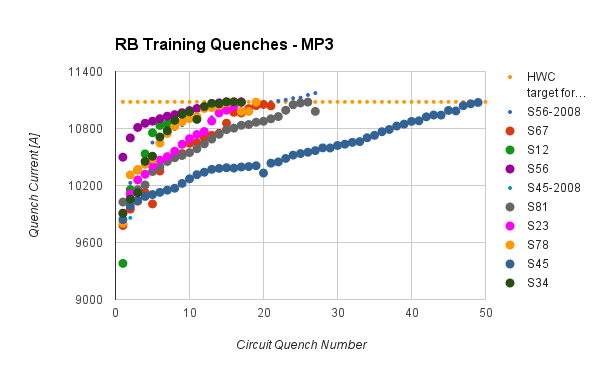 RB Training Quenches - MP3
11400
10800
10200
9600
9000
Quench Current [A]
0
10
20
30
40
50
Circuit Quench Number
HWC
target for…
S56-2008
S67
S12
S56
S45-2008
S81
S23
S78
S45
S34